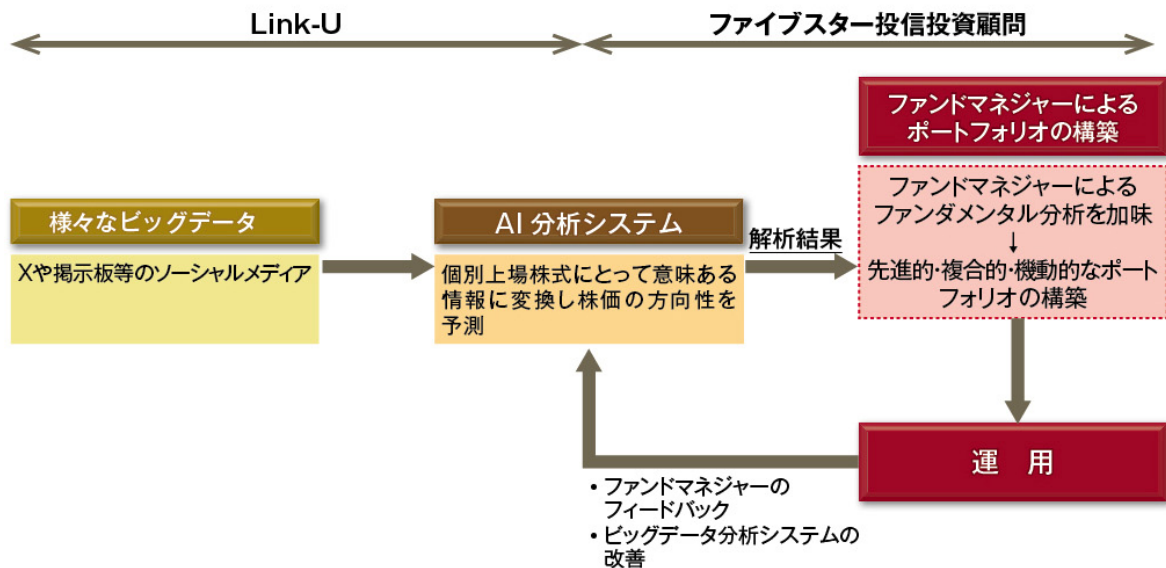 Link-U
ファイブスター投信投資顧問
様々なビッグデータ
Xや掲示板等のソーシャルメディア
AI 分析システム
個別上場株式にとって意味ある
情報に変換し株価の方向性を
予測
解析結果
ファンドマネジャーによる
ポートフォリオの構築
ファンドマネジャーによる
ファンダメンタル分析を加味
↓
先進的・複合的・機動的なポート
フォリオの構築
運　用
・ファンドマネジャーの
フィードバック
・ビッグデータ分析システムの
改善